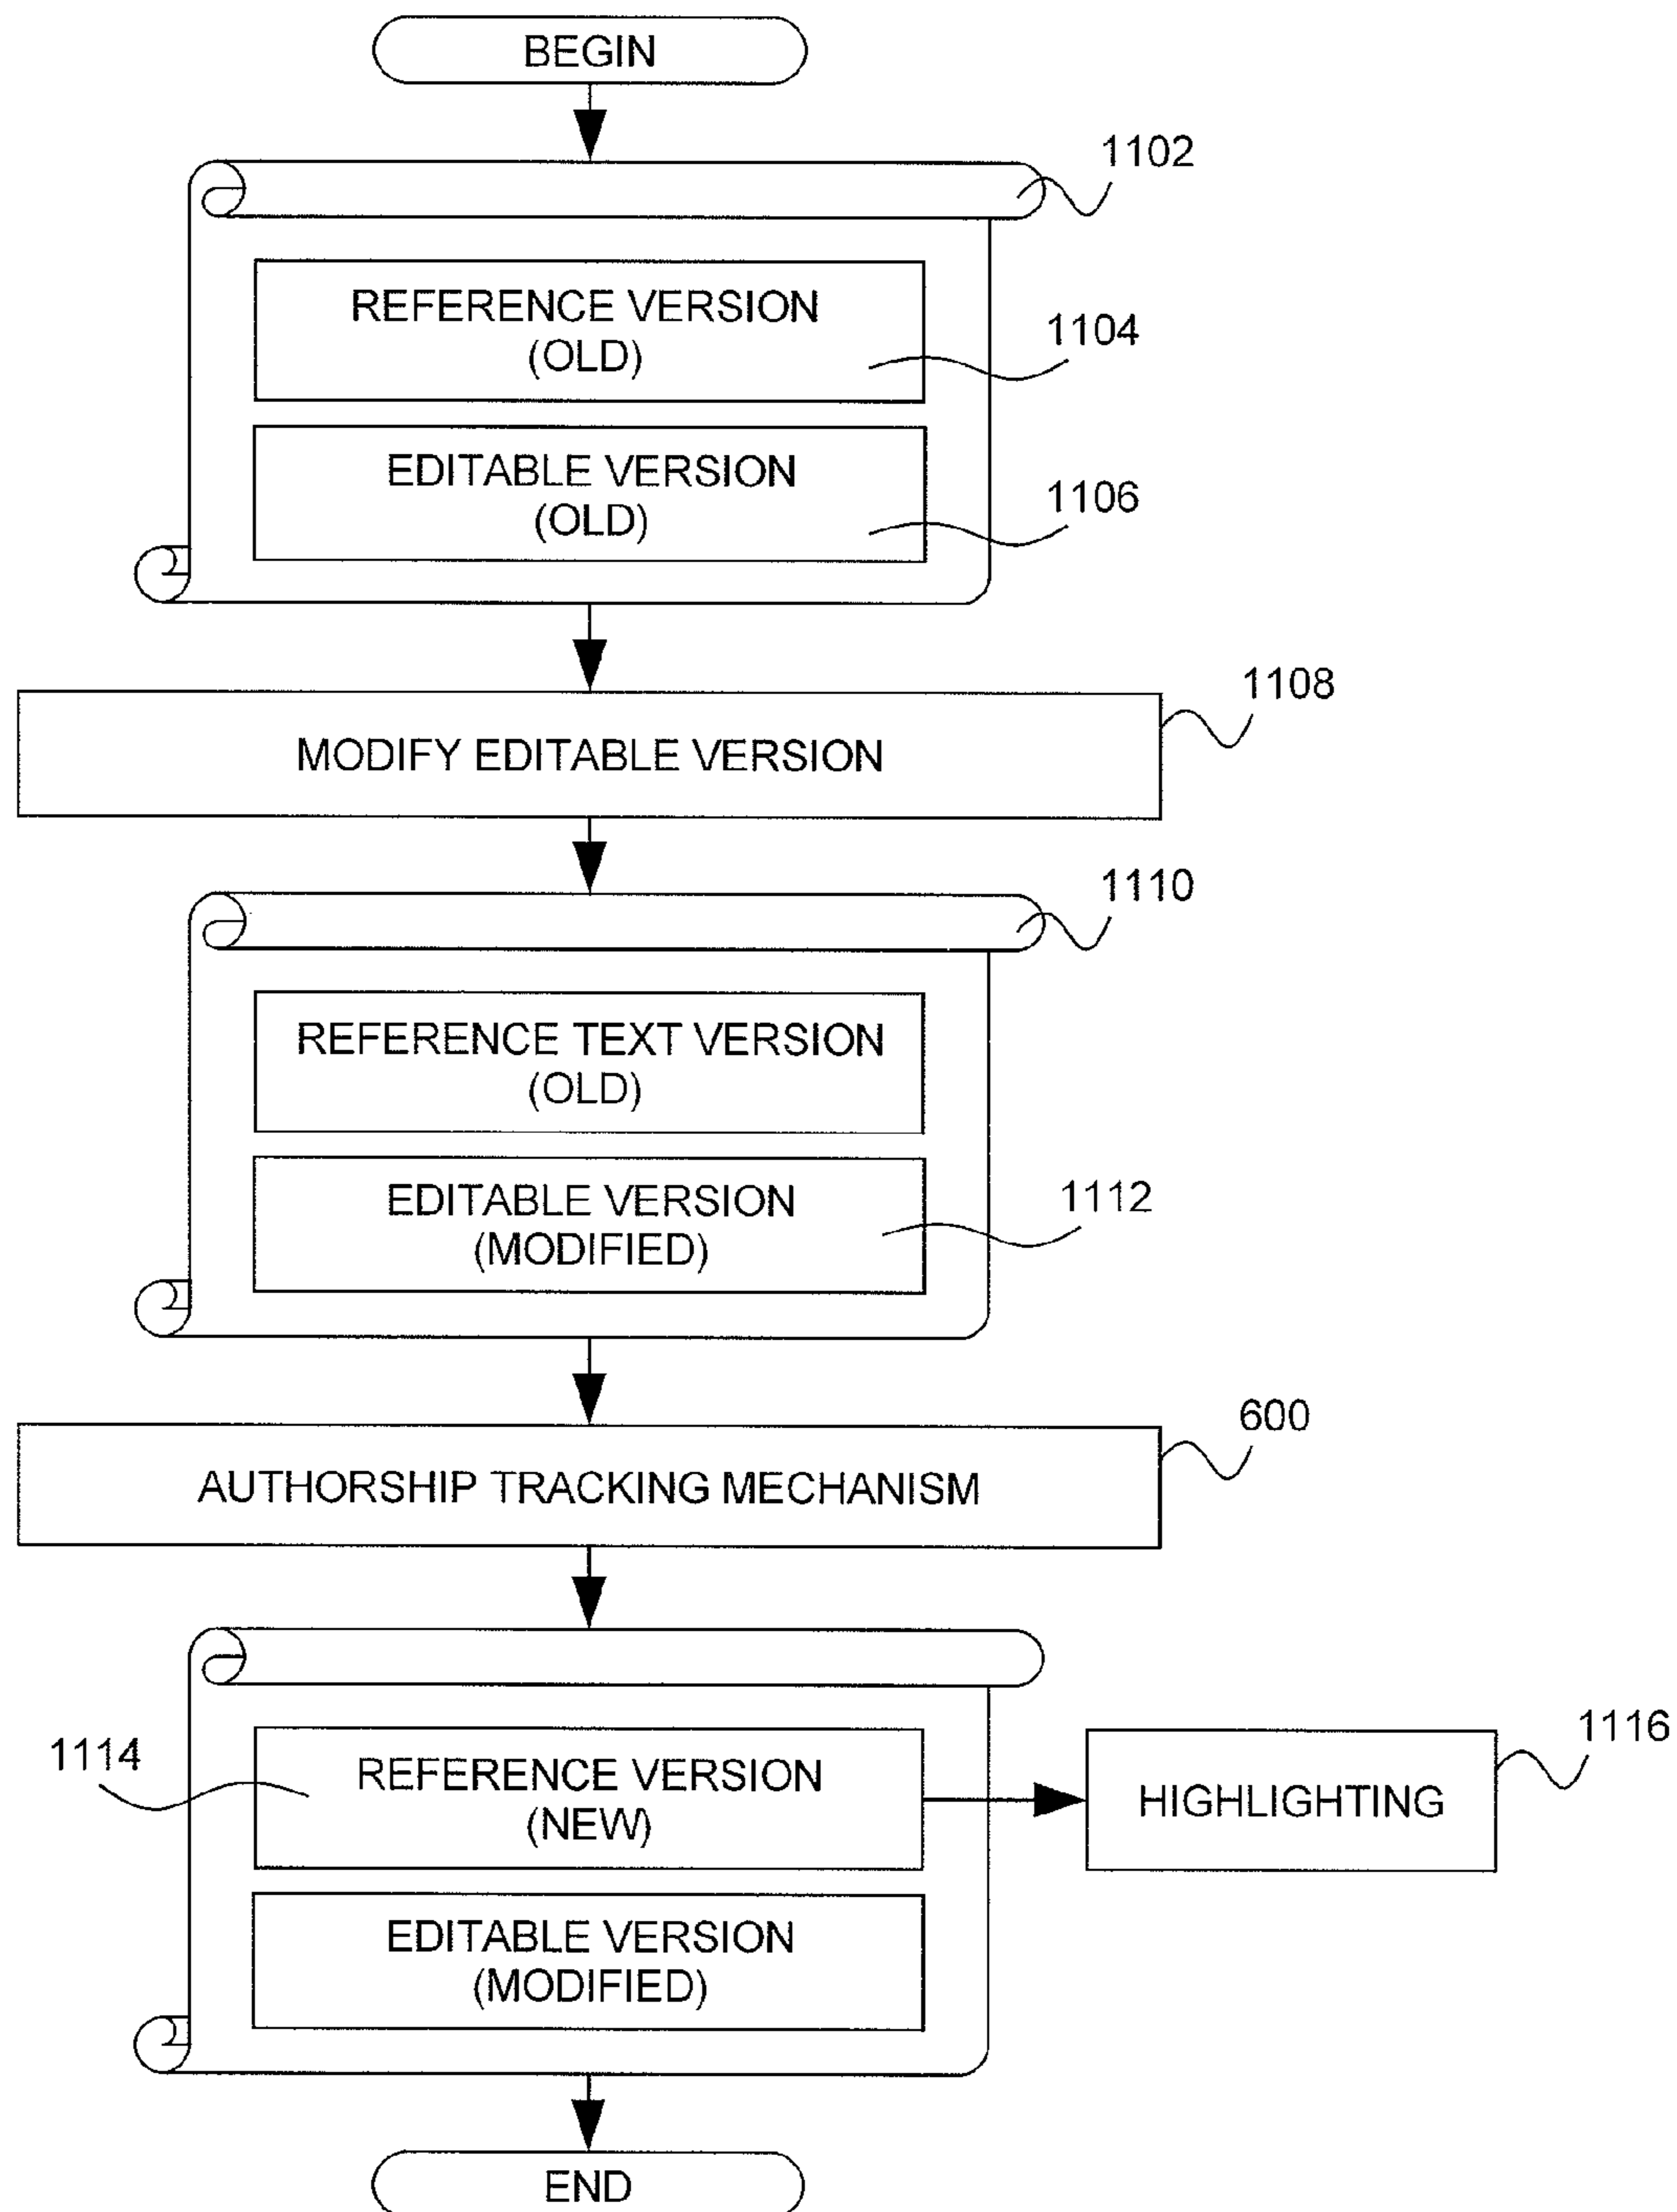 BEGIN
1102
REFERENCE VERSION
(OLD)
1104
EDITABLE VERSION
(OLD)
1106
1108
MODIFY EDITABLE VERSION
1110
REFERENCE TEXT VERSION
(OLD)
EDITABLE VERSION
(MODIFIED)
1112
600
AUTHORSHIP TRACKING MECHANISM
1114
REFERENCE VERSION
(NEW)
1116
HIGHLIGHTING
EDITABLE VERSION
(MODIFIED)
END